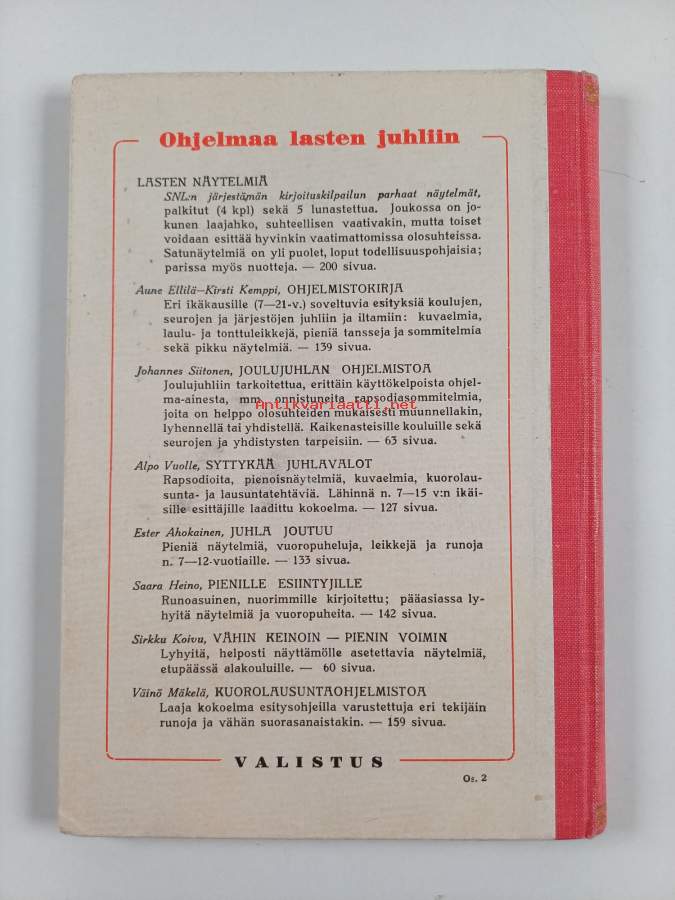 Ohjelmaa lasten juhliin
LASTEN NÄYTELMIÄ
SNL:n järjestämän kirjoituskilpailun parhaat näytelmät,
palkitut (4 kpl) sekä 5 lunastettua. Joukossa on jo-
kunen laajahko, suhteellisen vaativakin, mutta toiset
voidaan esittää hyvinkin vaatimattomissa olosuhteissa.
Satunäytelmiä on yli puolet, loput todellisuuspohjaisia;
parissa myös nuotteja. — 200 sivua.
Aune Ellilä—Kirsti Kemppi, OHJELMISTOKIRJA
Eri ikäkausille (7—21-v.) soveltuvia esityksiä koulujen,
seurojen ja järjestöjen juhliin ja iltamiin: kuvaelmia,
laulu- ja tonttuleikkejä, pieniä tansseja ja sommitelmia
sekä pikku näytelmiä. — 139 sivua.
Johannes Siitonen, JOULUJUHLAN OHJELMISTOA
Joulujuhliin tarkoitettua, erittäin käyttökelpoista ohjel-
ma-ainesta, mm. onnistuneita rapsodiasommitelmia,
Antikvariaatti.net
joita on helppo olosuhteiden mukaisesti muunnellakin,
lyhennellä tai yhdistellä. Kaikenasteisille kouluille sekä
seurojen ja yhdistysten tarpeisiin. — 63 sivua.
Alpo Vuolle, SYTTYKÄÄ JUHLAVALOT
Rapsodioita, pienoisnäytelmiä, kuvaelmia, kuorolau-
sunta- ja lausuntatehtäviä. Lähinnä n. 7—15 v:n ikäi-
sille esittäjille laadittu kokoelma. — 127 sivua.
Ester Ahokainen, JUHLA JOUTUU
Pieniä näytelmiä, vuoropuheluja, leikkejä ja runoja
n. 7—12-vuotiaille. — 133 sivua.
Saara Heino, PIENILLE ESIINTYJILLE
Runoasuinen, nuorimmille kirjoitettu; pääasiassa ly-
hyitä näytelmiä ja vuoropuheita. — 142 sivua.
Sirkku Koivu, VÄHIN KEINOIN — PIENIN VOIMIN
Lyhyitä, helposti näyttämölle asetettavia näytelmiä,
etupäässä alakouluille. — 60 sivua.
Väinö Mäkelä, KUOROLAUSUNTAOHJELMISTOA
Laaja kokoelma esitysohjeilla varustettuja eri tekijäin
runoja ja vähän suorasanaistakin. — 159 sivua.
VALISTUS
Os. 2